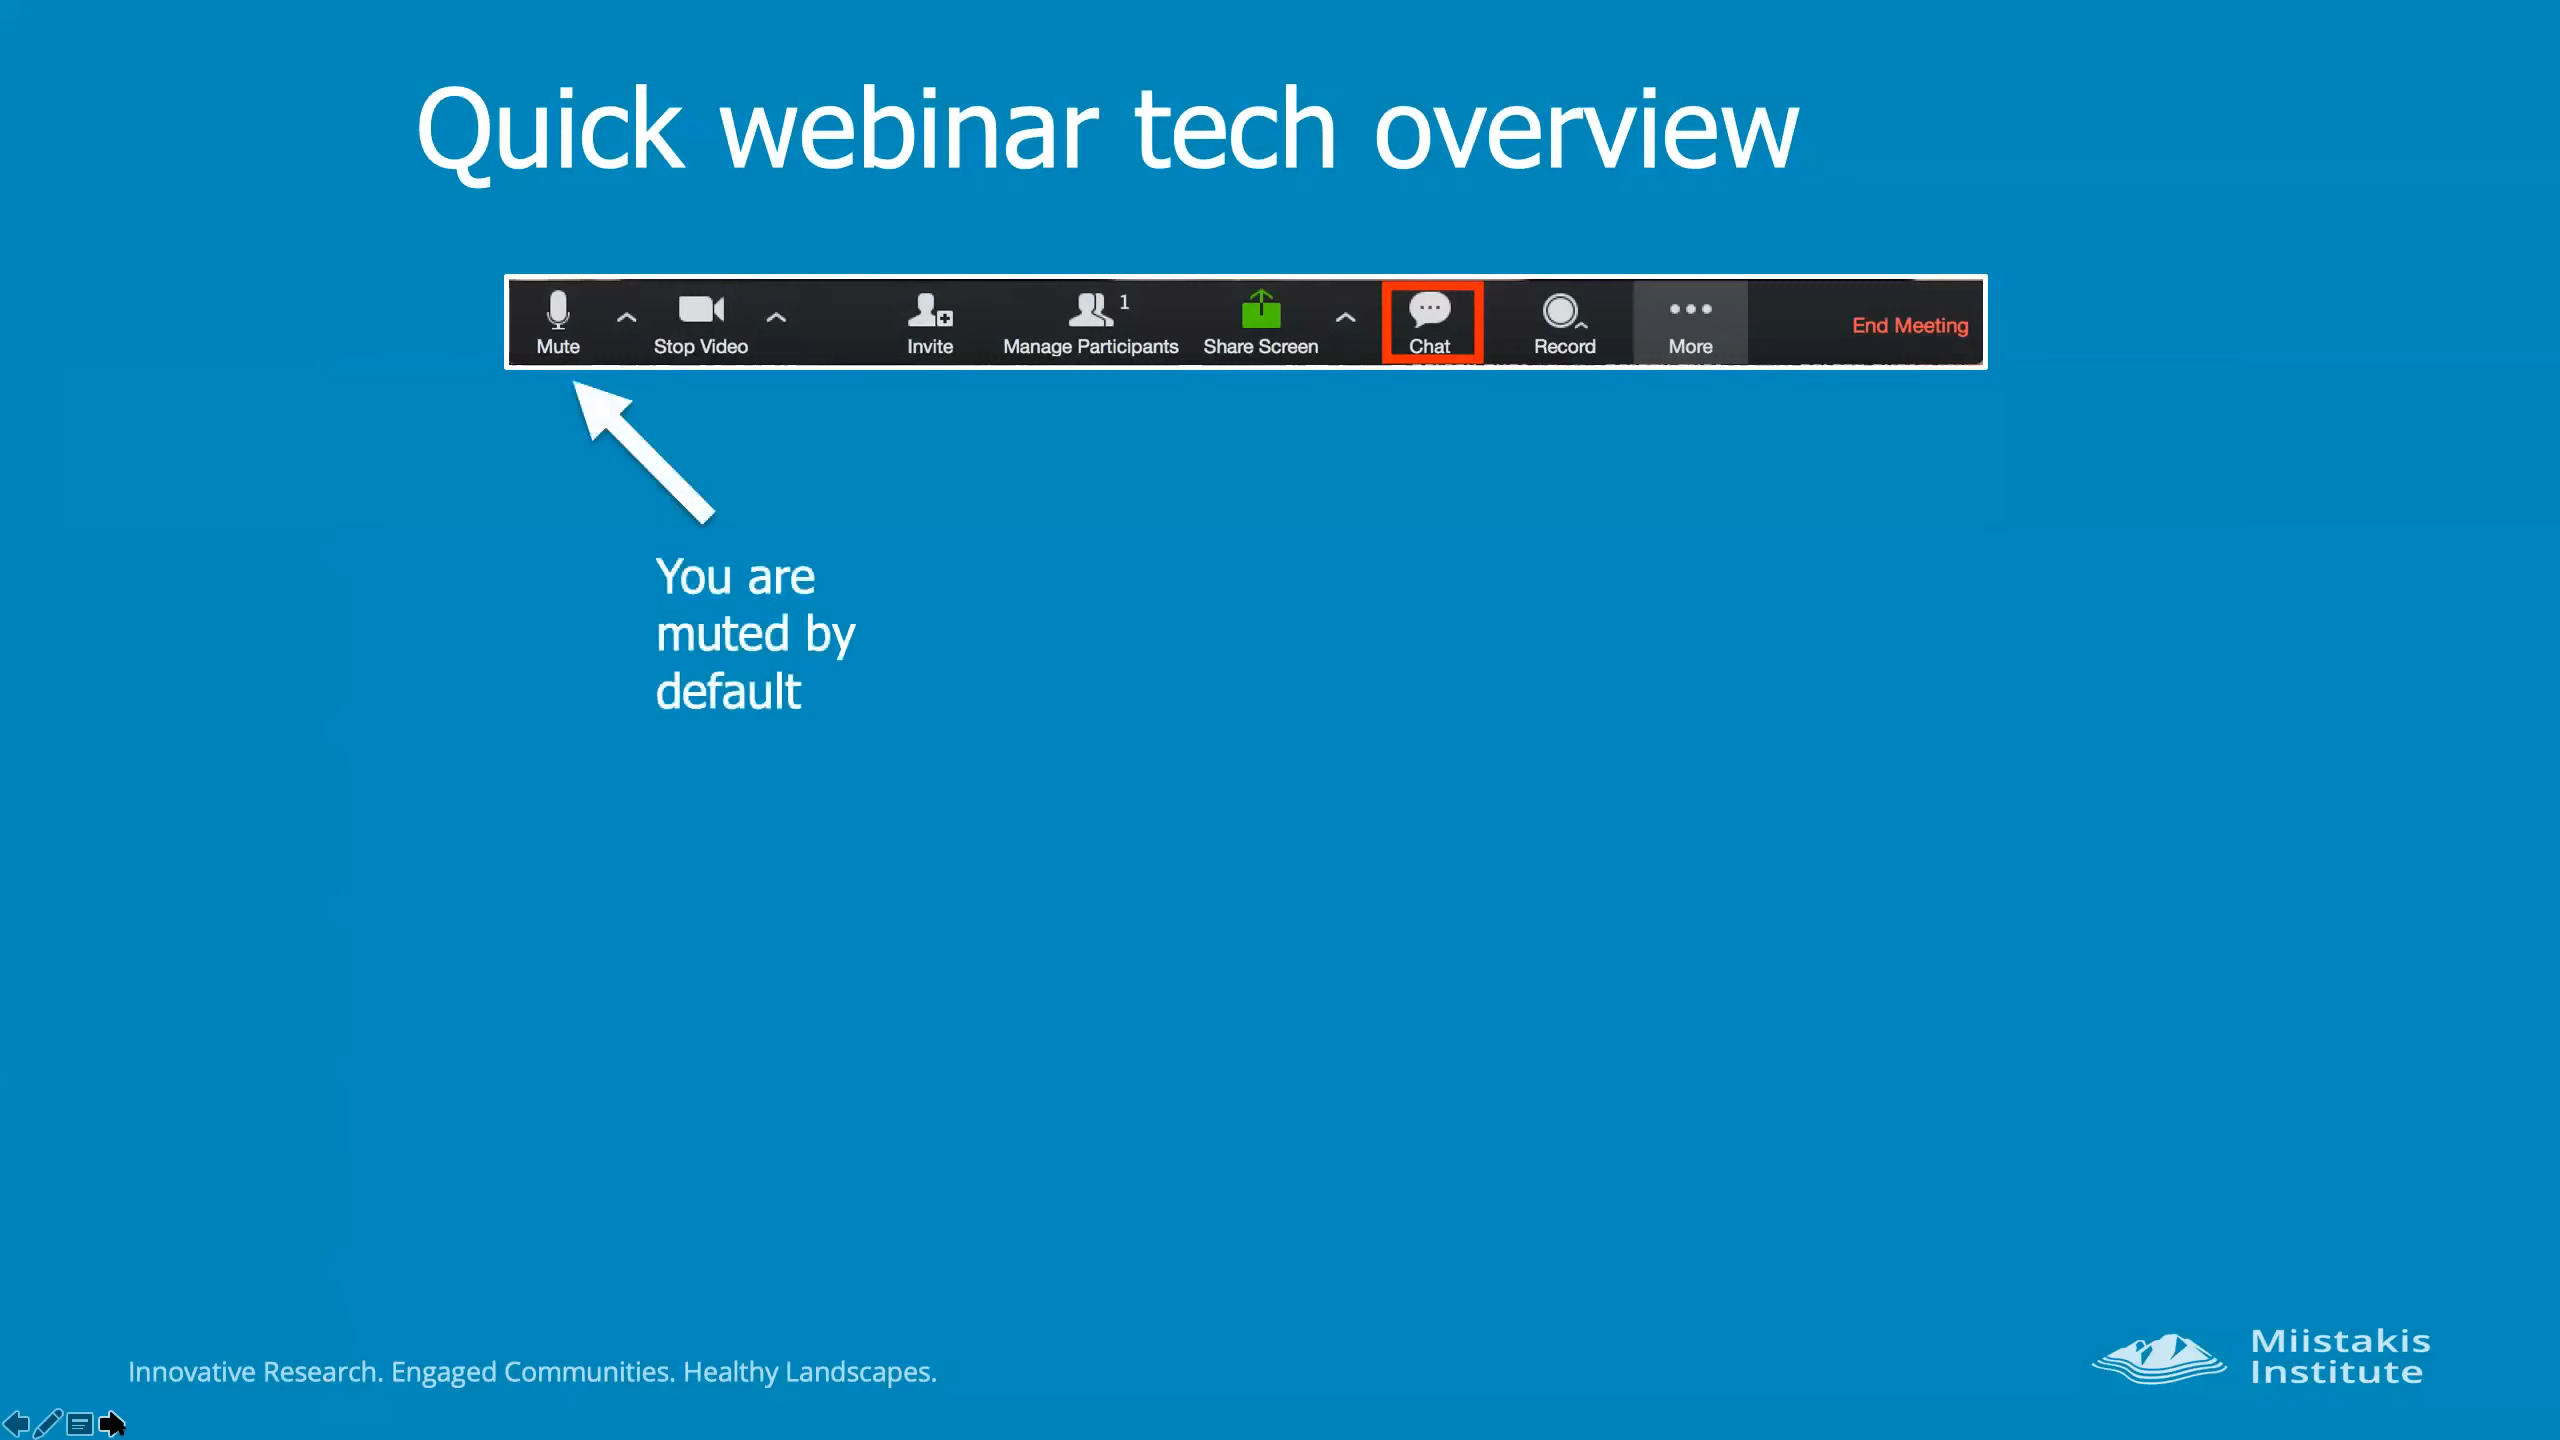 Quick webinar tech overview
1
Mute Stop Video Invite Manage Participants Share Screen Chat Record More End Meeting
You are
muted by
default
Innovative Research. Engaged Communities. Healthy Landscapes.
Miistakis
Institute